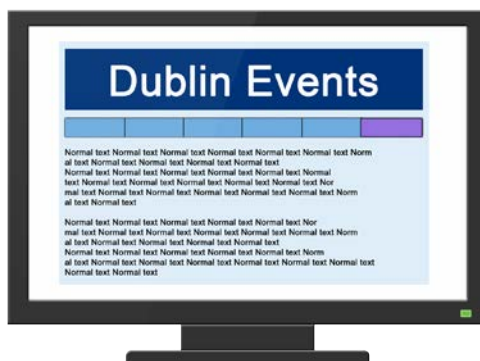 Dublin Events
Normal text Normal text Normal text Normal text Normal text Normal text Norm
al text Normal text Normal text Normal text Normal text
Normal text Normal text Normal text Normal text Normal text Normal
text Normal text Normal text Normal text Normal text Normal text Nor
mal text Normal text Normal text Normal text Normal text Normal text Norm
al text Normal text
Normal text Normal text Normal text Normal text Normal text Nor
mal text Normal text Normal text Normal text Normal text Normal text Norm
al text Normal text Normal text Normal text Normal text
Normal text Normal text Normal text Normal text Normal text Norm
al text Normal text Normal text Normal text Normal text Normal text Normal text
Normal text Normal text